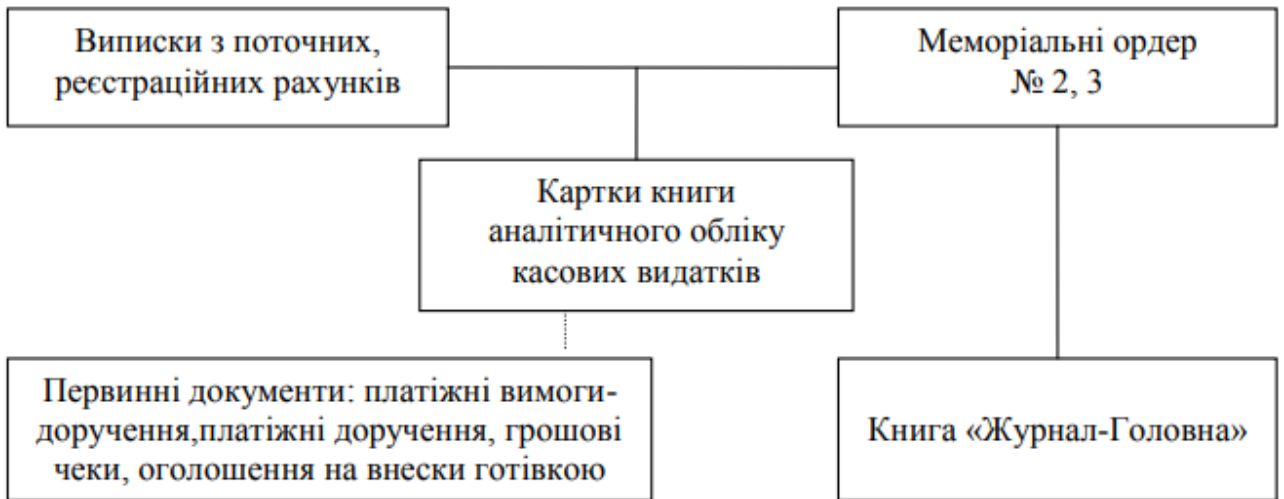 Виписки з поточних,
реєстраційних рахунків
Меморіальні ордер
№ 2, 3
Картки книги
аналітичного обліку
касових видатків
Первинні документи: платіжні вимоги-
доручення,платіжні доручення, грошові
чеки, оголошення на внески готівкою
Книга «Журнал-Головна»